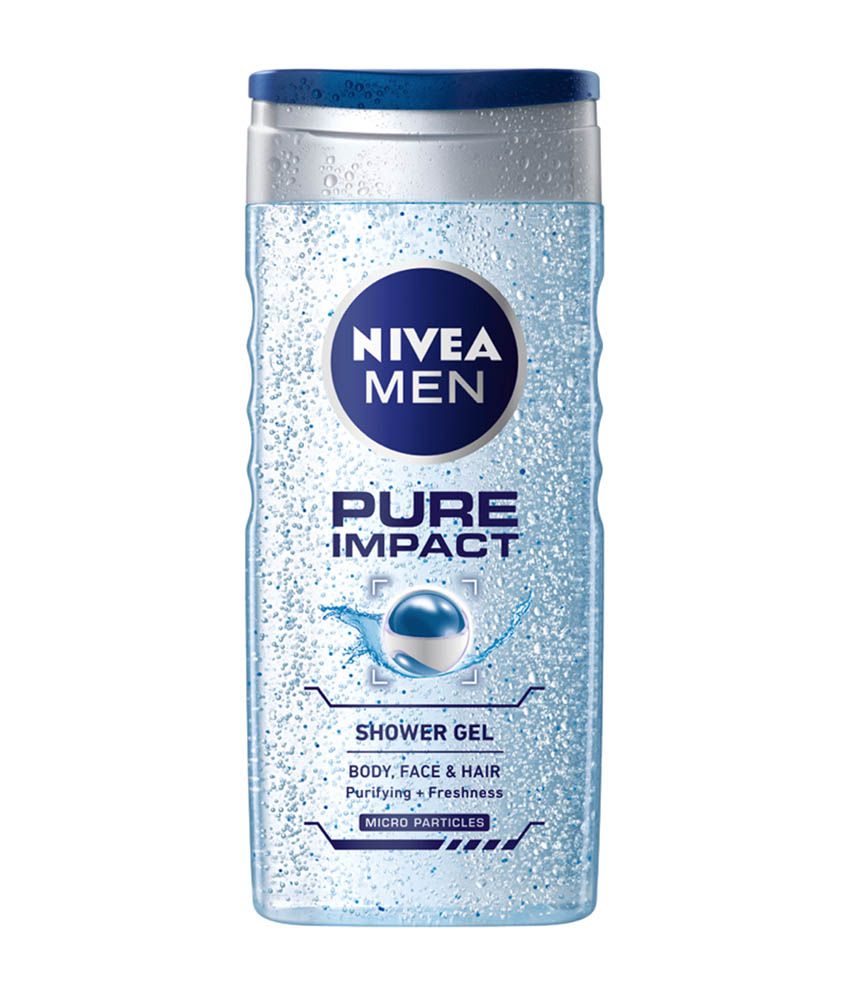 NIVEA
MEN
PURE
IMPACT
SHOWER GEL
BODY, FACE & HAIR
Purifying + Freshness
MICRO PARTICLES